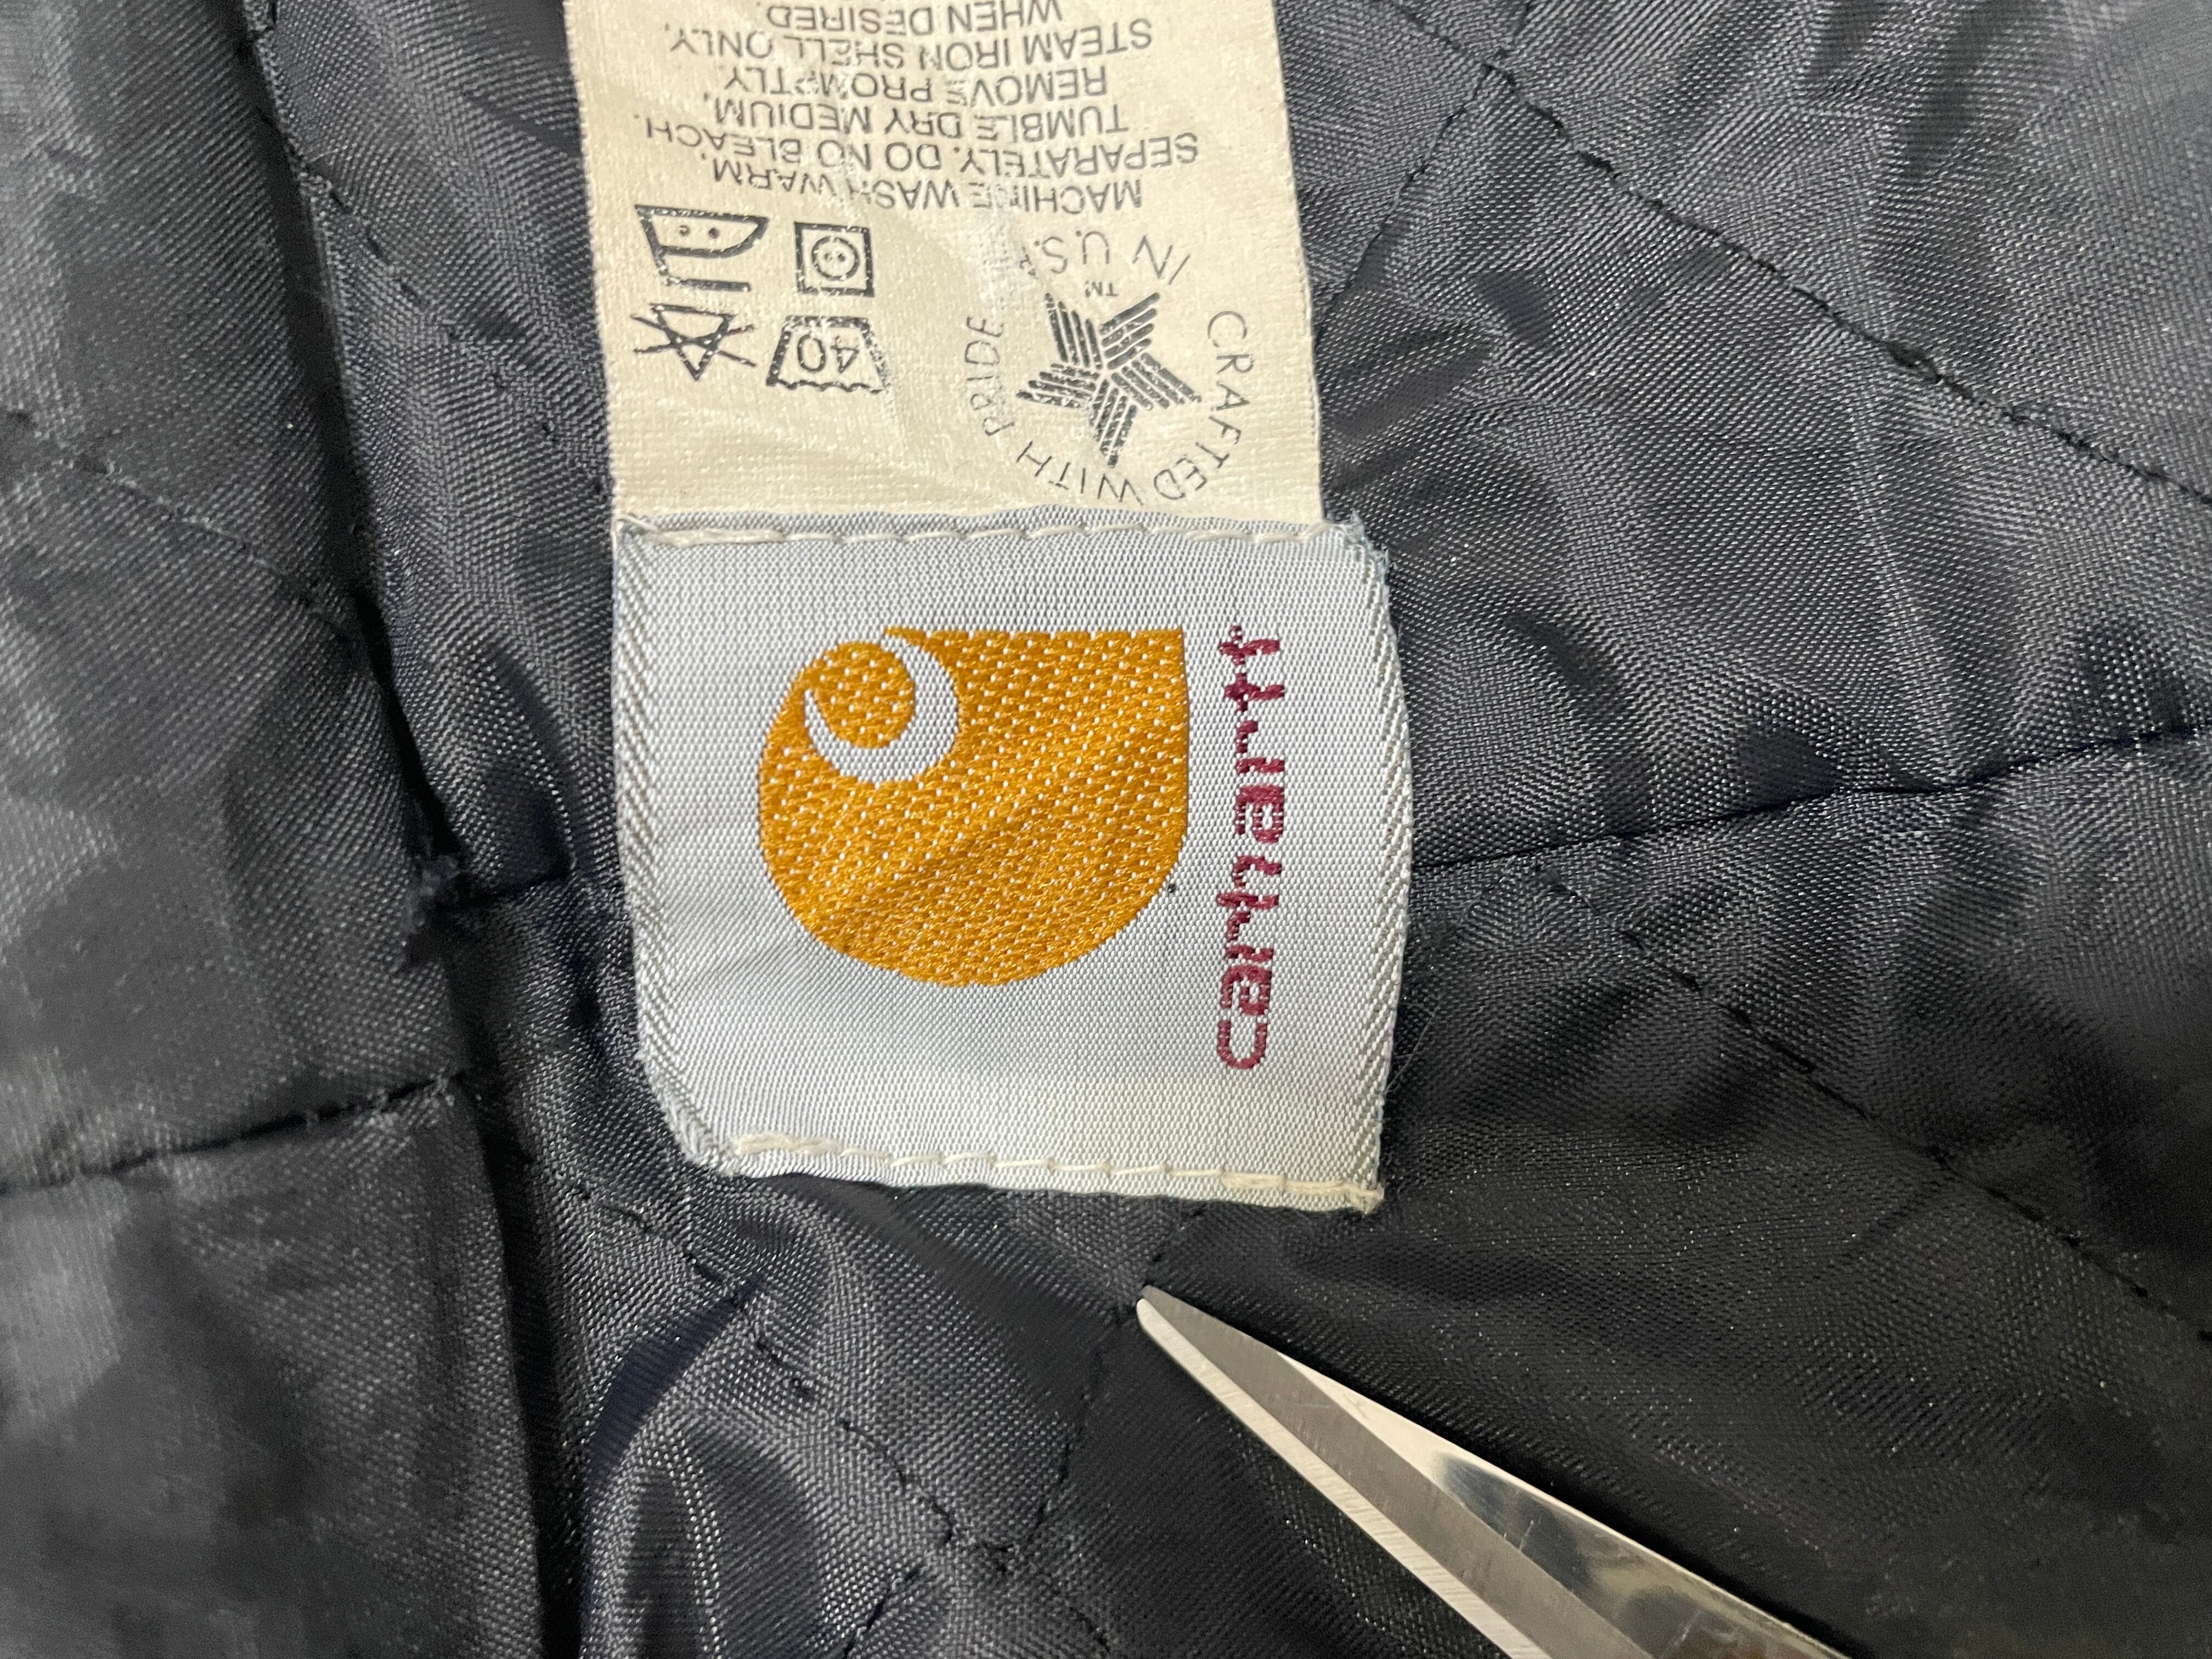 carhartt
CRAFTED WITH PRIDE
IN U.S.
TM
40
MACHINE WASH WARM,
SEPARATELY. DO NO BLEACH.
TUMBLE DRY MEDIUM.
REMOVE PROMPTLY.
STEAM IRON SHELL ONLY,
WHEN DESIRED.